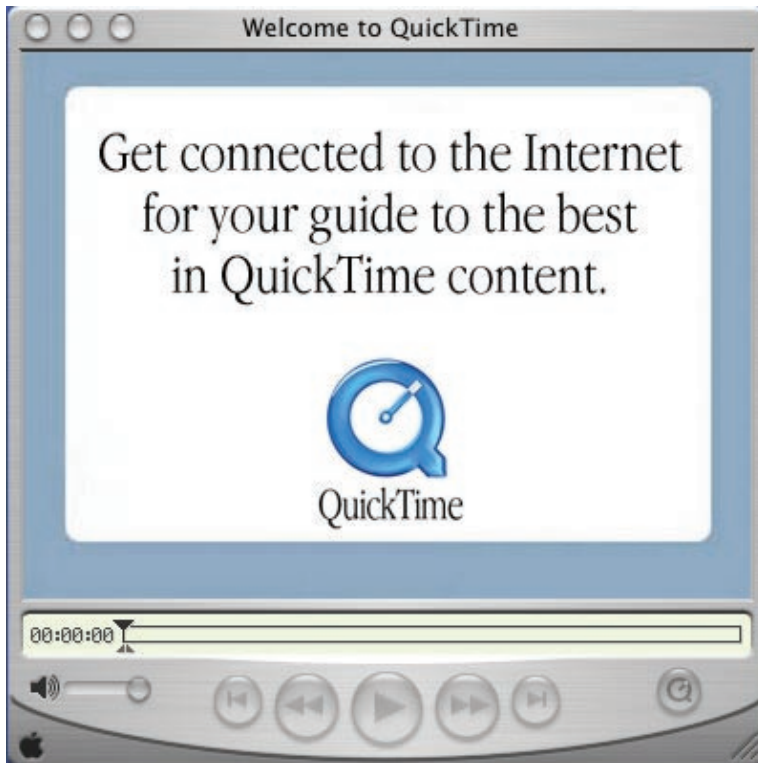 Welcome to QuickTime
Get connected to the Internet
for your guide to the best
in QuickTime content.
QuickTime
00:00:00